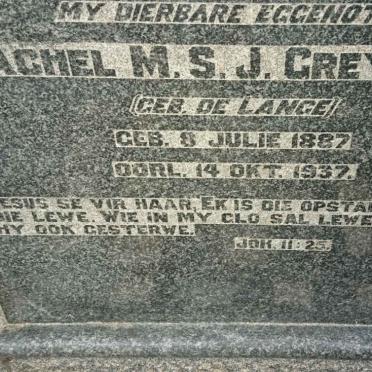 MY DIERBARE EGGENOT
ACHEL M. S. J. GREY
(GEB. DE LANGE)
GEB. 8 JULIE 1887
OORL. 14 OKT. 1937.
JESUS SE VIR HAAR, EK IS DIE OPSTAN
DIE LEWE, WIE IN MY GLO SAL LEWE
HY OOK GESTERWE.
JOH. 11:25.